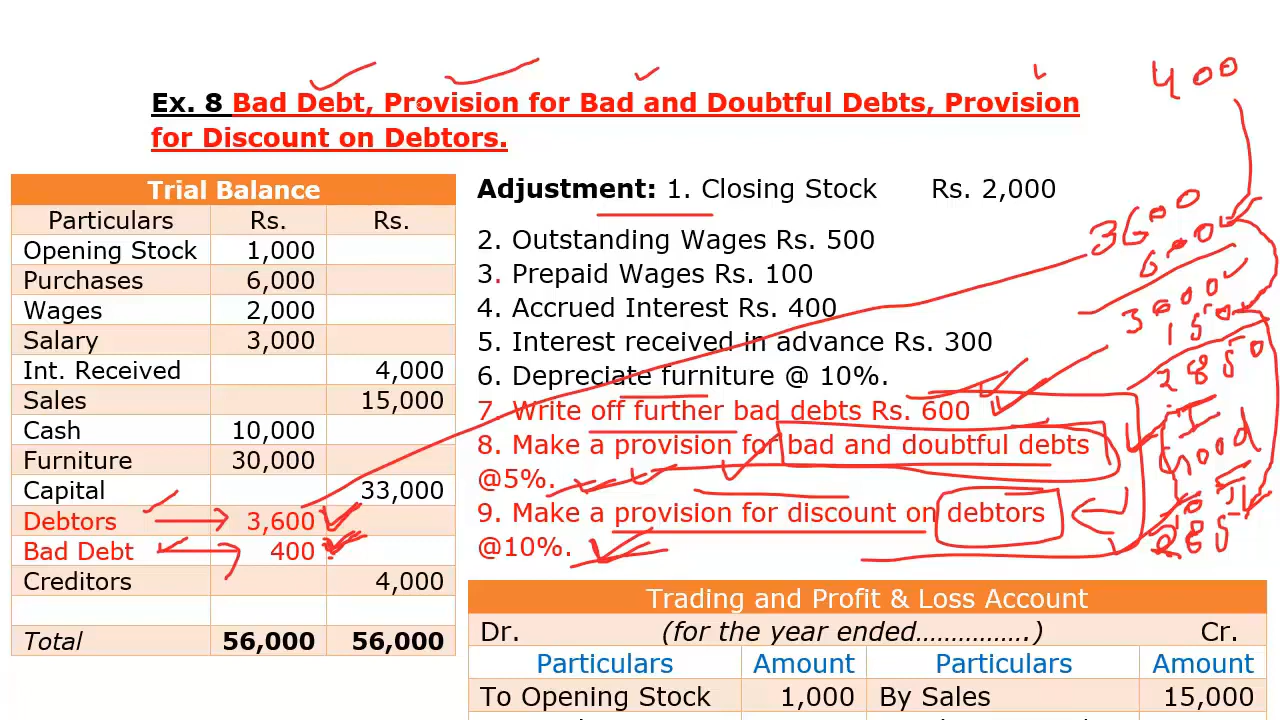 400
Ex. 8 Bad Debt, Provision for Bad and Doubtful Debts, Provision
for Discount on Debtors.
Trial Balance
Particulars Rs. Rs.
Opening Stock 1,000
Purchases 6,000
Wages 2,000
Salary 3,000
Int. Received 4,000
Sales 15,000
Cash 10,000
Furniture 30,000
Capital 33,000
Debtors 3,600
Bad Debt 400
Creditors 4,000
Total 56,000 56,000
Adjustment: 1. Closing Stock Rs. 2,000
2. Outstanding Wages Rs. 500
3. Prepaid Wages Rs. 100
4. Accrued Interest Rs. 400
5. Interest received in advance Rs. 300
6. Depreciate furniture @ 10%.
7. Write off further bad debts Rs. 600
8. Make a provision for bad and doubtful debts
@5%.
9. Make a provision for discount on debtors
@10%.
3600
600
3000
150
2850
Good
285
Trading and Profit & Loss Account
Dr. (for the year ended................) Cr.
Particulars Amount Particulars Amount
To Opening Stock 1,000 By Sales 15,000